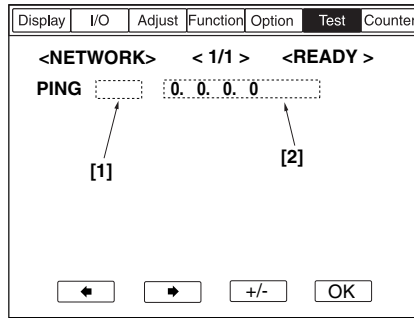 Display I/O Adjust Function Option Test Counter
<NETWORK> < 1/1 > <READY >
PING 0. 0. 0. 0
[1] [2]
+/- OK